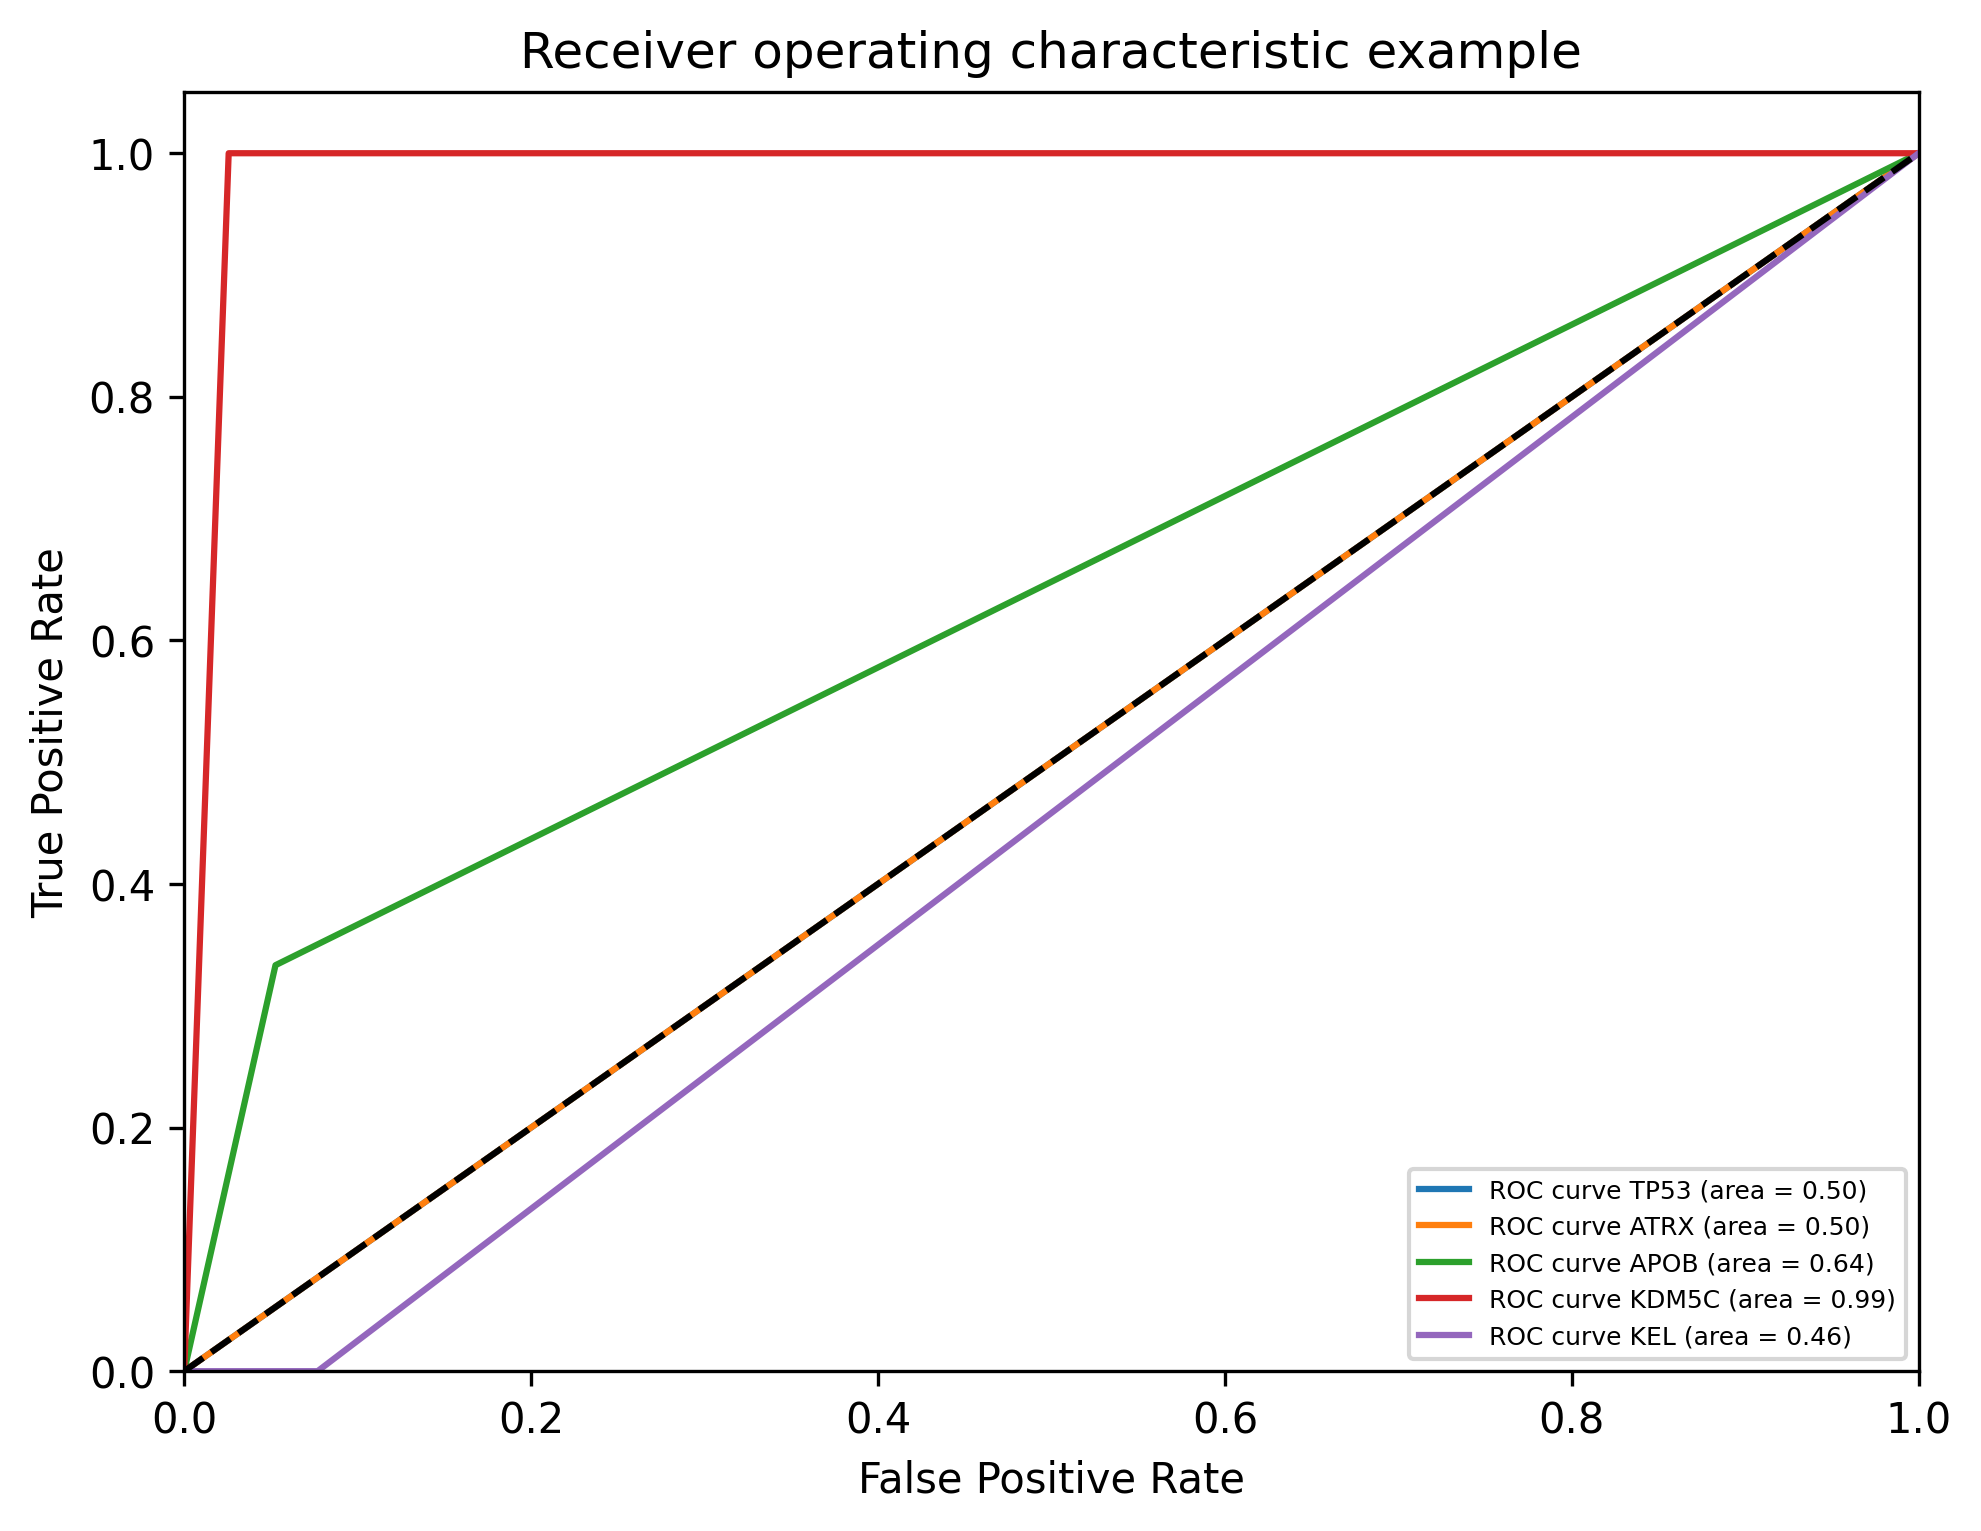 Receiver operating characteristic example
True Positive Rate
1.0
0.8
0.6
0.4
0.2
0.0
ROC curve TP53 (area = 0.50)
ROC curve ATRX (area = 0.50)
ROC curve APOB (area = 0.64)
ROC curve KDM5C (area = 0.99)
ROC curve KEL (area = 0.46)
0.0 0.2 0.4 0.6 0.8 1.0
False Positive Rate